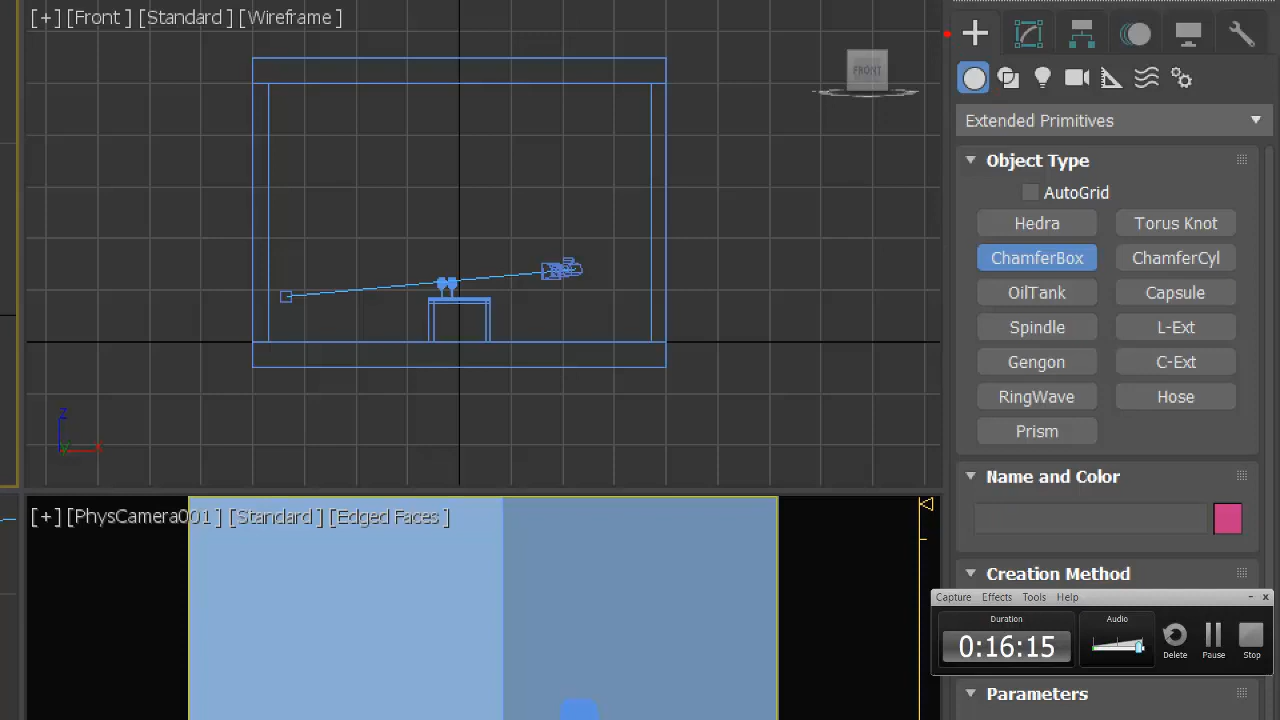 [+] [Front ] [Standard ] [Wireframe ]
FRONT
z
y
x
[+] [PhysCamera001 ] [Standard ] [Edged Faces ]
Extended Primitives
Object Type
AutoGrid
Hedra
Torus Knot
ChamferBox
ChamferCyl
OilTank
Capsule
Spindle
L-Ext
Gengon
C-Ext
RingWave
Hose
Prism
Name and Color
Creation Method
Capture Effects Tools Help
Duration
0:16:15
Audio
Delete
Pause
Stop
Parameters